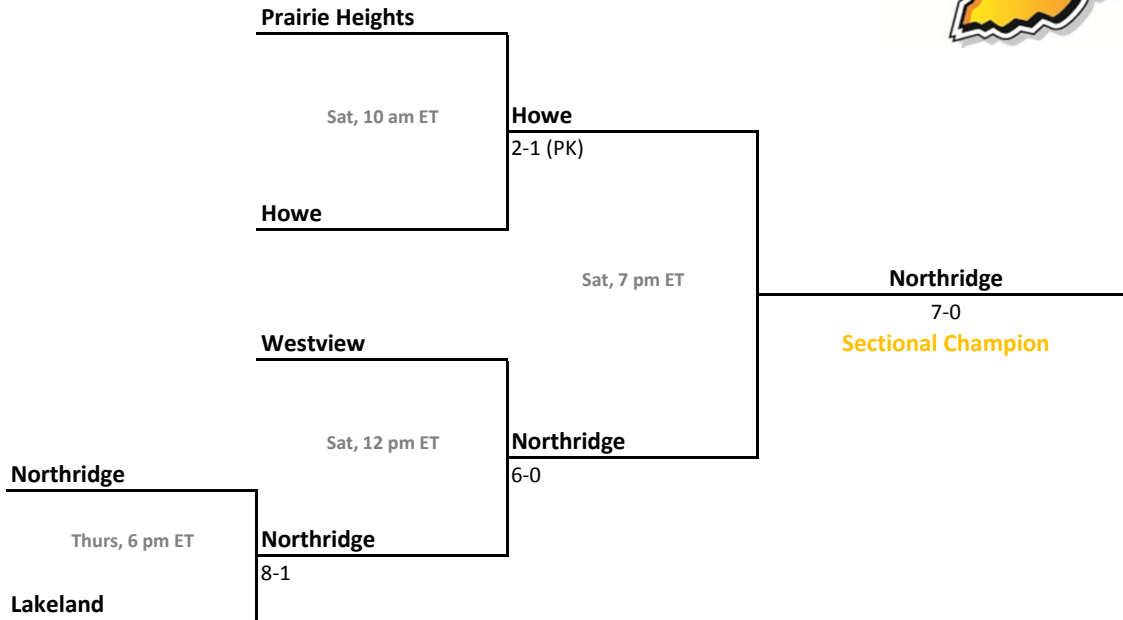 Prairie Heights
Sat, 10 am ET
Howe
2-1 (PK)
Howe
Sat, 7 pm ET
Northridge
7-0
Sectional Champion
Westview
Sat, 12 pm ET
Northridge
6-0
Northridge
Thurs, 6 pm ET
Northridge
8-1
Lakeland